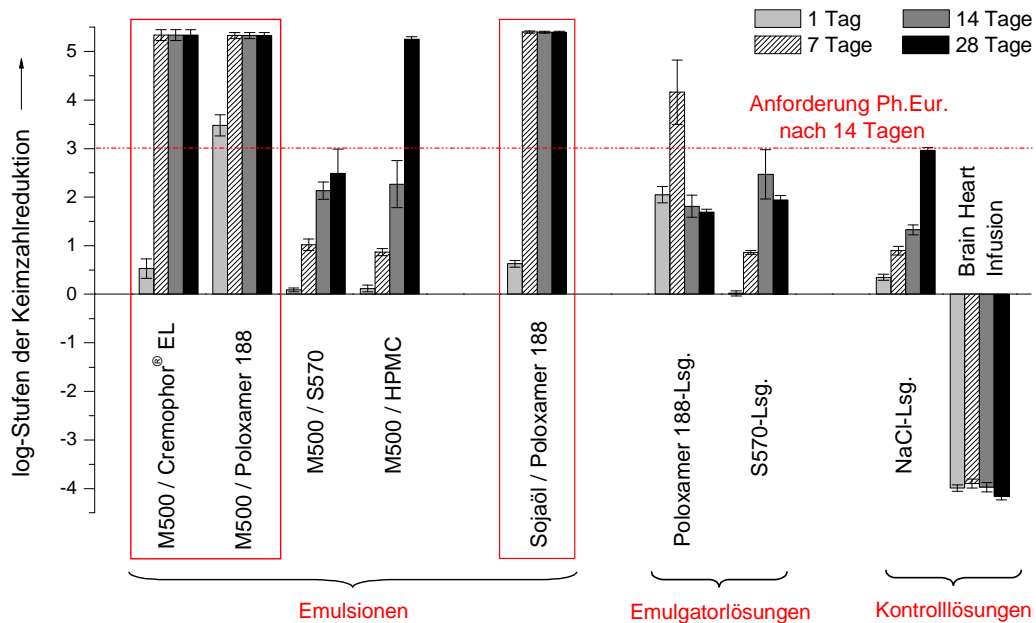 1 Tag
14 Tage
7 Tage
28 Tage
log-Stufen der Keimzahlreduktion
5
4
3
2
1
0
-1
-2
-3
-4
Anforderung Ph.Eur.
nach 14 Tagen
M500 / Cremophor® EL
M500 / Poloxamer 188
M500 / S570
M500 / HPMC
Sojaöl / Poloxamer 188
Poloxamer 188-Lsg.
S570-Lsg.
NaCl-Lsg.
Brain Heart
Infusion
Emulsionen
Emulgatorlösungen
Kontrolllösungen